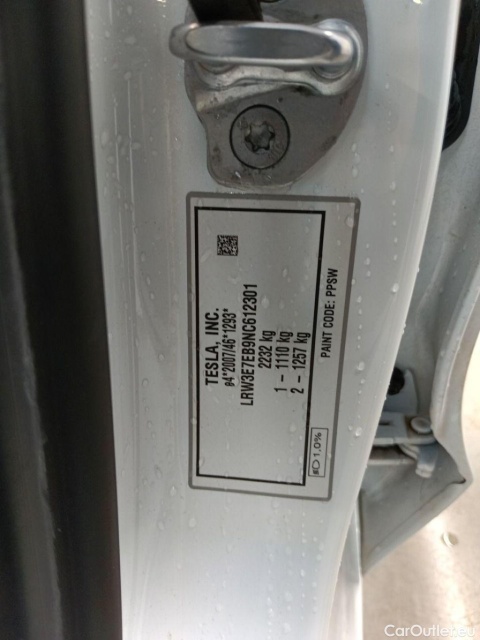 TESLA, INC.
e4*2007/46*1293*
LRW3E7EB9NC612301
2232 kg
1 – 1110 kg
2 – 1257 kg
PAINT CODE: PPSW
1.0%
CarOutlet.eu